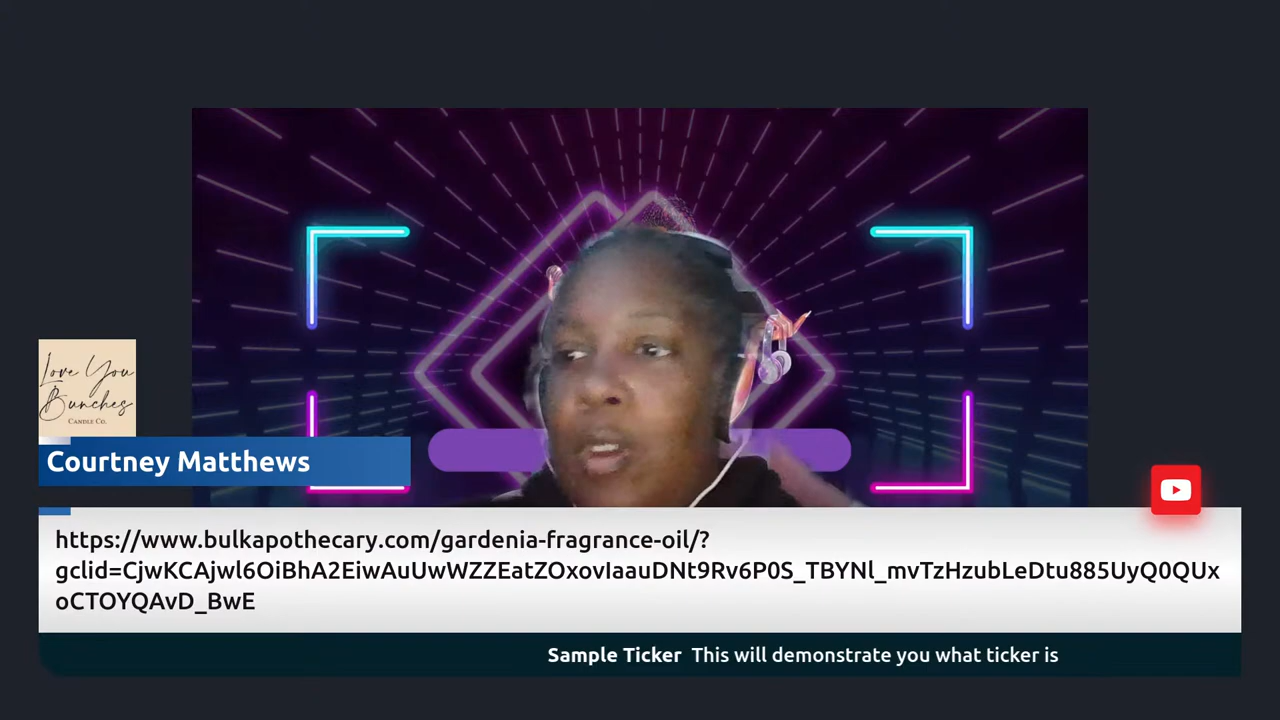 Love You
Bunches
CANDLE CO.
Courtney Matthews
https://www.bulkapothecary.com/gardenia-fragrance-oil/?
gclid=CjwKCAjwl6OiBhA2EiwAuUwWZZEatZOxovIaauDNt9Rv6P0S_TBYNl_mvTzHzubLeDtu885UyQ0QUx
oCTOYQAvD_BwE
Sample Ticker This will demonstrate you what ticker is